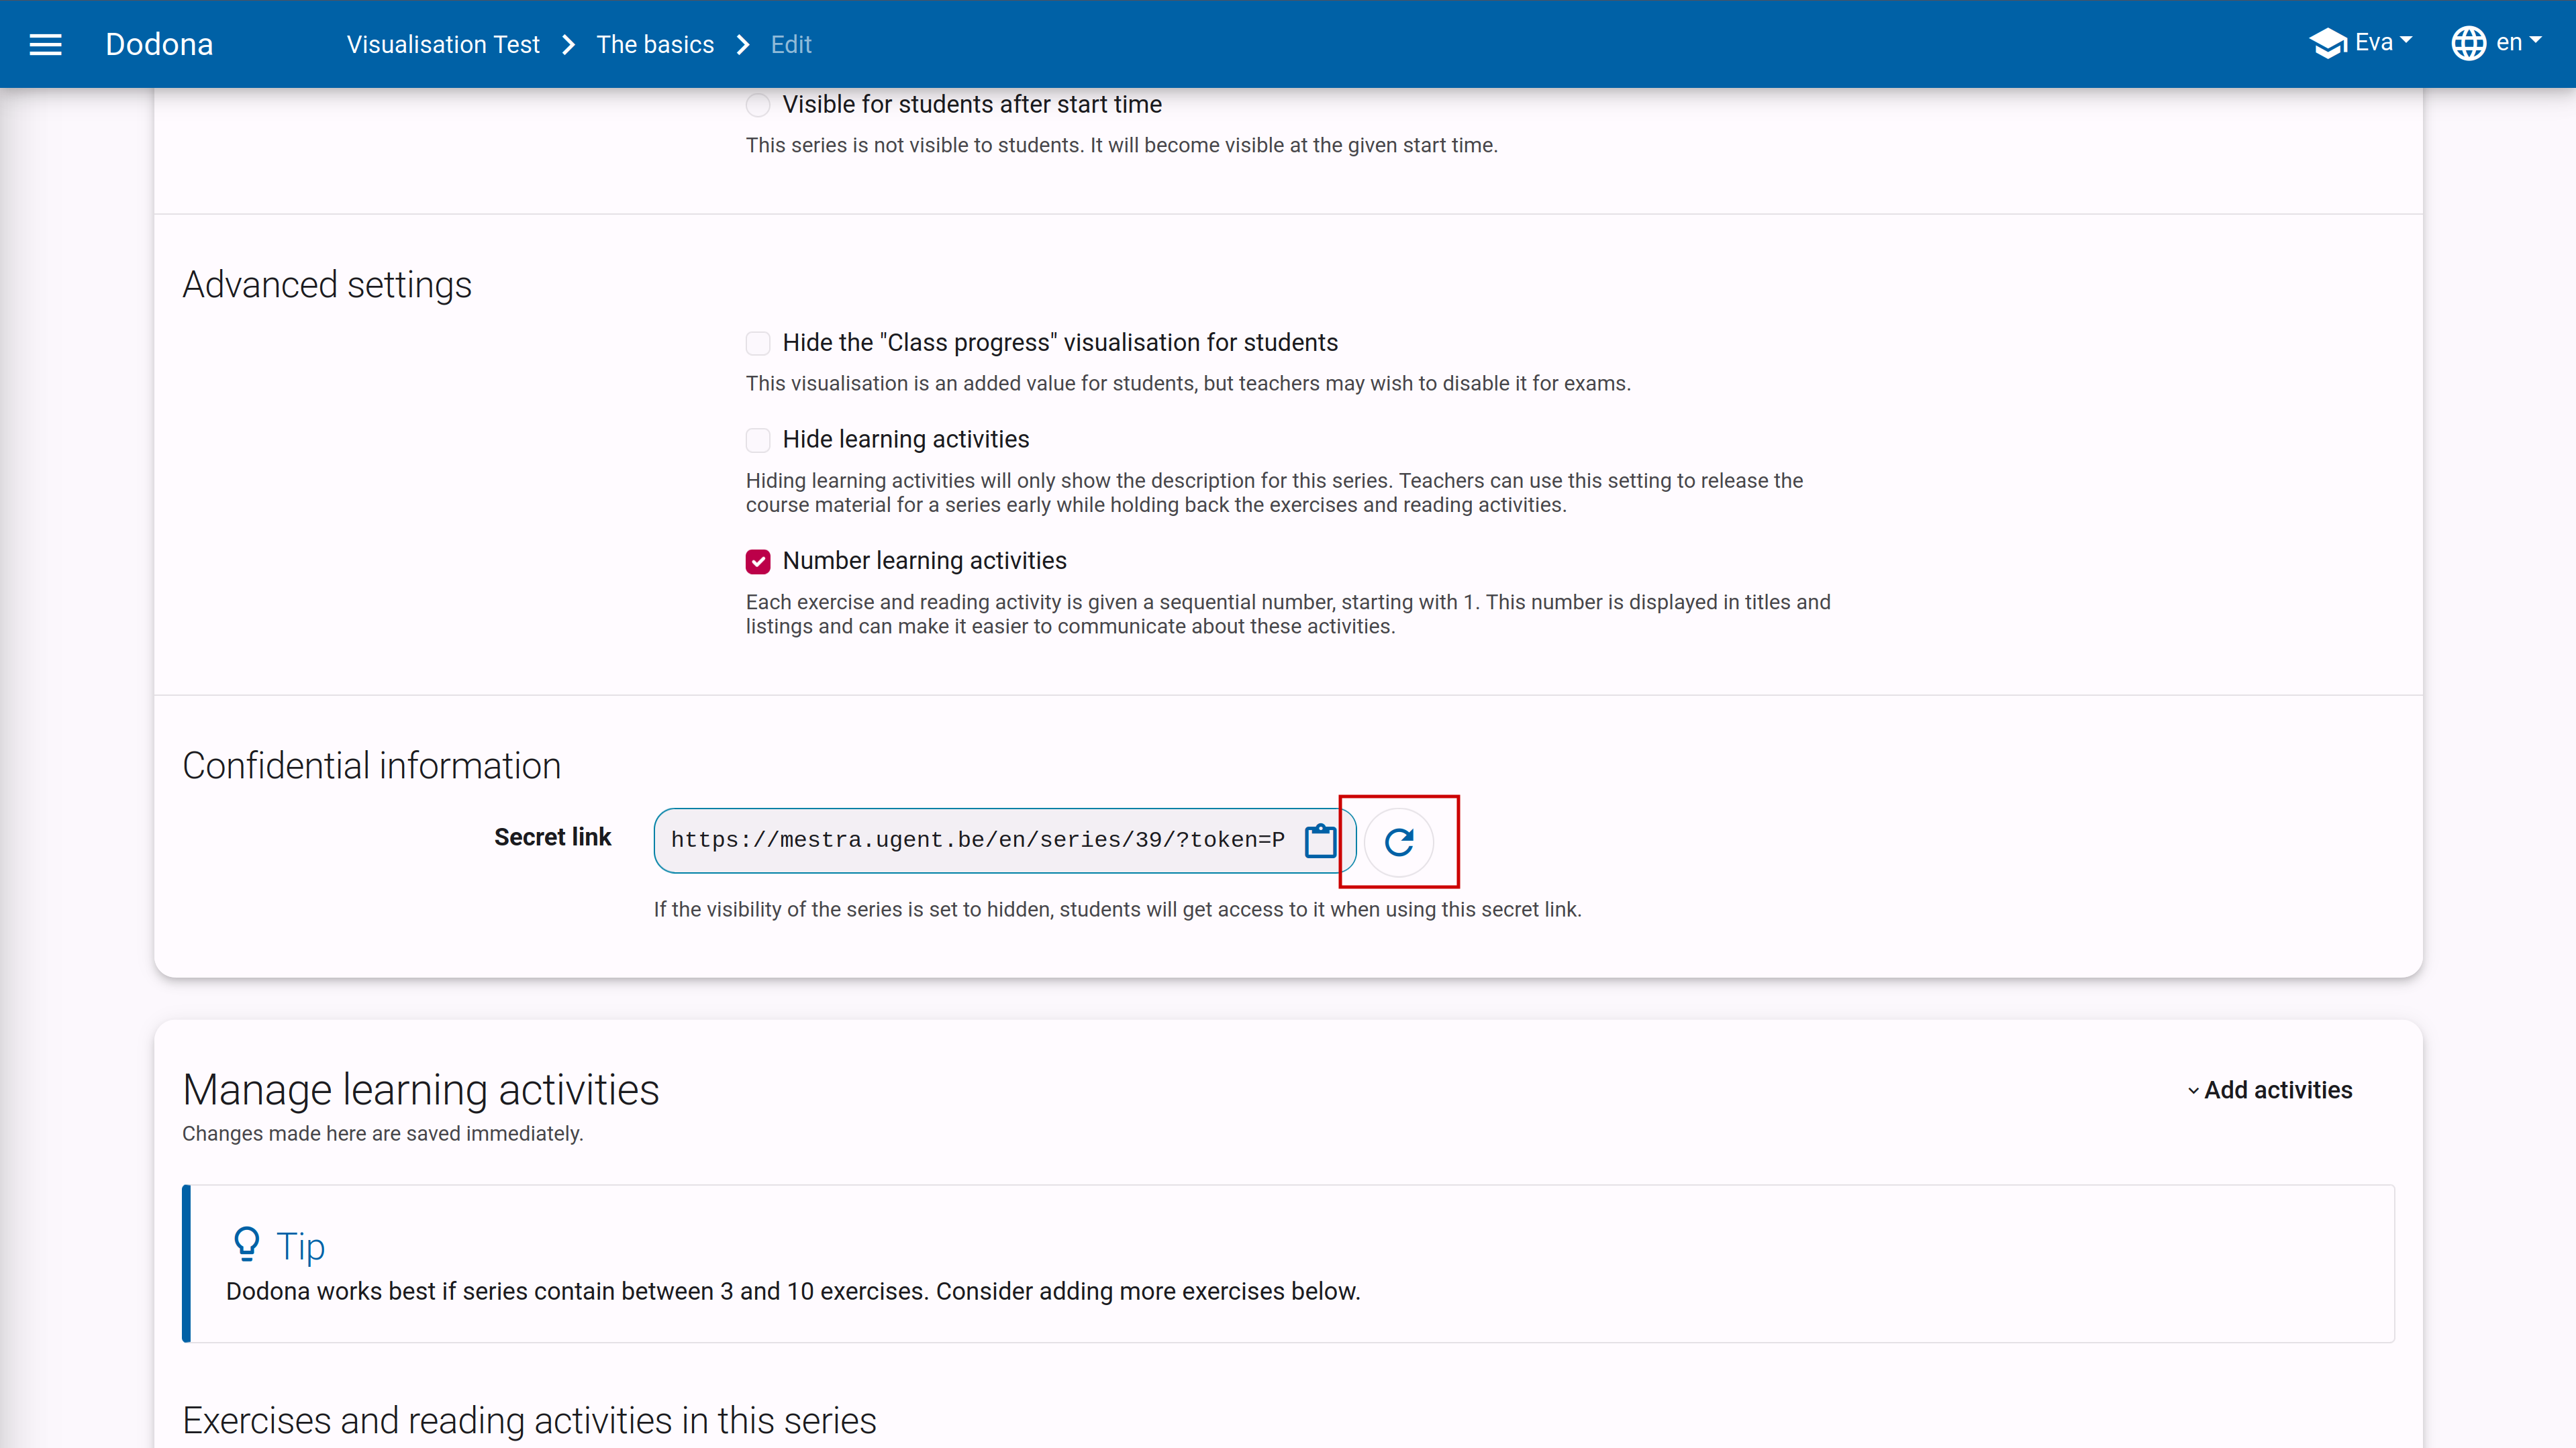 Dodona
Visualisation Test
The basics
Edit
Eva
en
Visible for students after start time
This series is not visible to students. It will become visible at the given start time.
Advanced settings
Hide the "Class progress" visualisation for students
This visualisation is an added value for students, but teachers may wish to disable it for exams.
Hide learning activities
Hiding learning activities will only show the description for this series. Teachers can use this setting to release the
course material for a series early while holding back the exercises and reading activities.
Number learning activities
Each exercise and reading activity is given a sequential number, starting with 1. This number is displayed in titles and
listings and can make it easier to communicate about these activities.
Confidential information
Secret link
https://mestra.ugent.be/en/series/39/?token=P
If the visibility of the series is set to hidden, students will get access to it when using this secret link.
Manage learning activities
Add activities
Changes made here are saved immediately.
Tip
Dodona works best if series contain between 3 and 10 exercises. Consider adding more exercises below.
Exercises and reading activities in this series